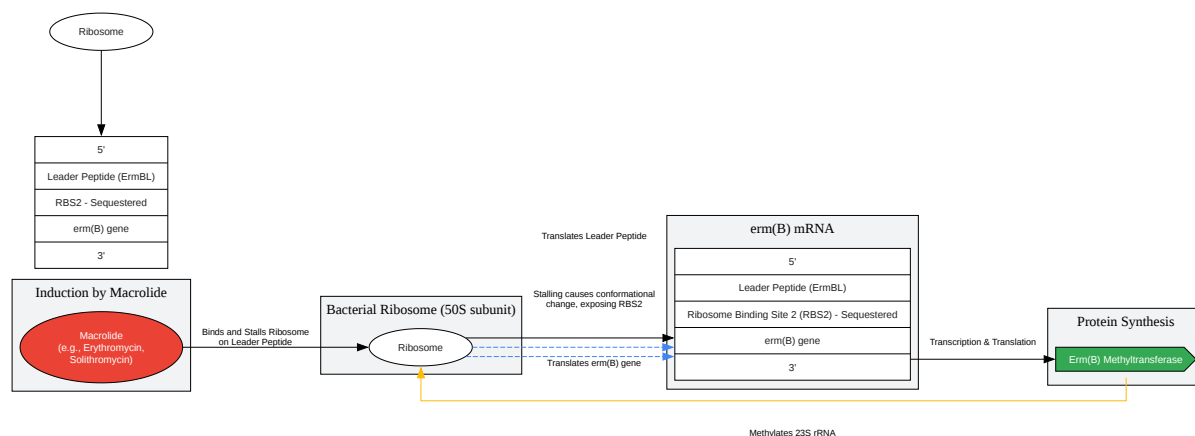 Ribosome
5'
Leader Peptide (ErmBL)
RBS2 - Sequestered
erm(B) gene
3'
Induction by Macrolide
Macrolide
(e.g., Erythromycin,
Solithromycin)
Binds and Stalls Ribosome
on Leader Peptide
Bacterial Ribosome (50S subunit)
Ribosome
Translates Leader Peptide
Stalling causes conformational
change, exposing RBS2
Translates erm(B) gene
erm(B) mRNA
5'
Leader Peptide (ErmBL)
Ribosome Binding Site 2 (RBS2) - Sequestered
erm(B) gene
3'
Transcription & Translation
Protein Synthesis
Erm(B) Methyltransferase
Methylates 23S rRNA